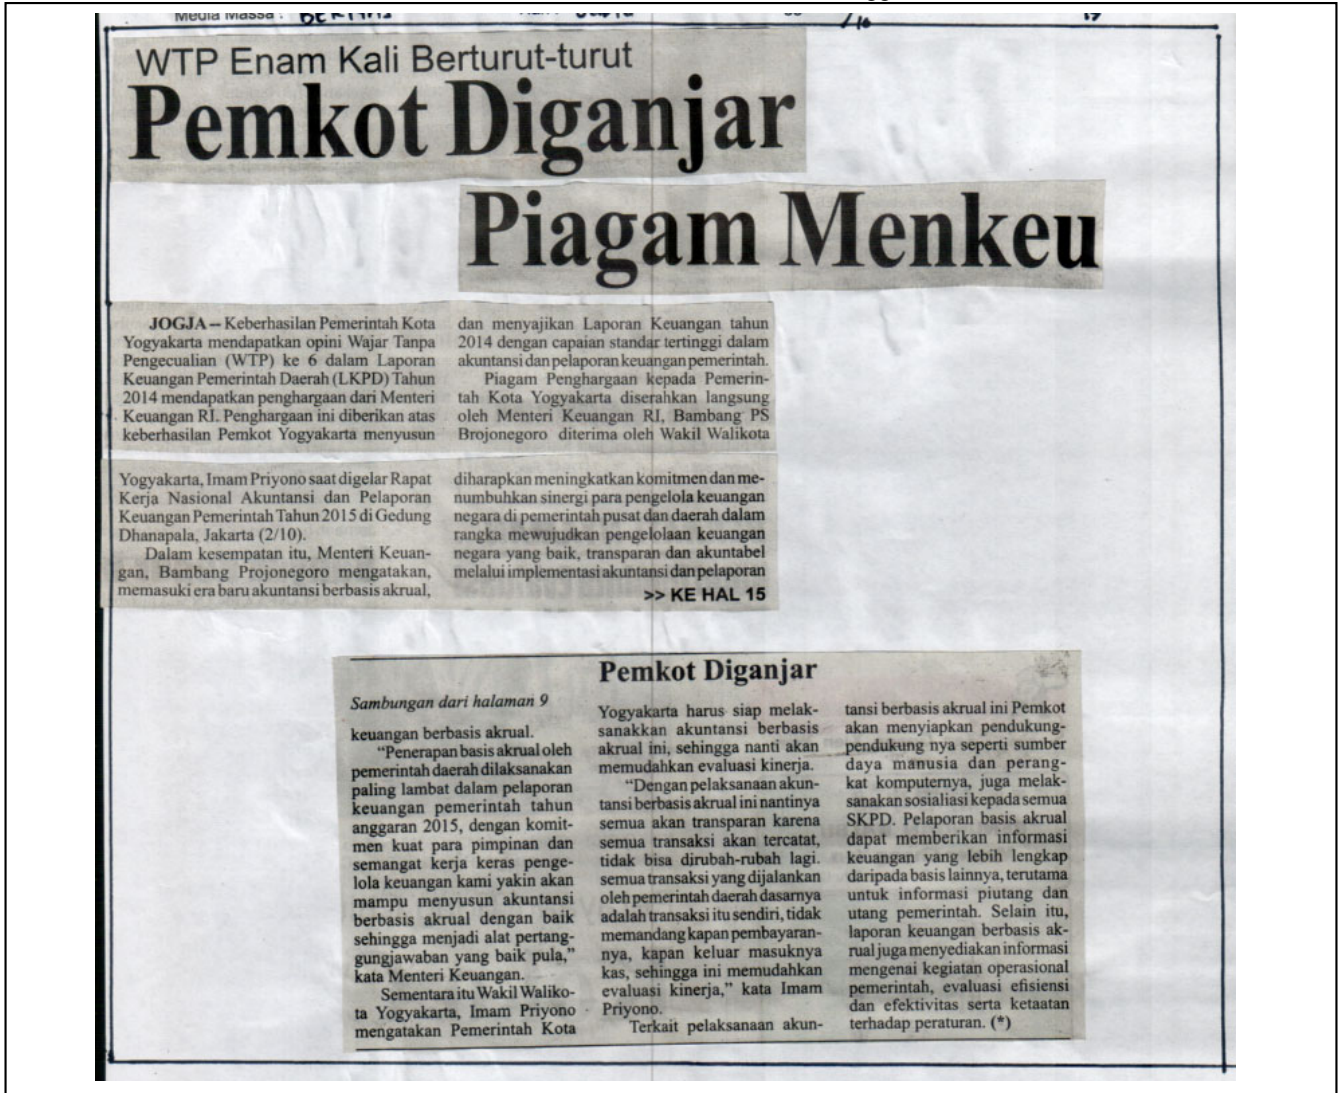 Media Massa :
WTP Enam Kali Berturut-turut
Pemkot Diganjar
Piagam Menkeu
JOGJA – Keberhasilan Pemerintah Kota
Yogyakarta mendapatkan opini Wajar Tanpa
Pengecualian (WTP) ke 6 dalam Laporan
Keuangan Pemerintah Daerah (LKPD) Tahun
2014 mendapatkan penghargaan dari Menteri
Keuangan RI. Penghargaan ini diberikan atas
keberhasilan Pemkot Yogyakarta menyusun
dan menyajikan Laporan Keuangan tahun
2014 dengan capaian standar tertinggi dalam
akuntansi dan pelaporan keuangan pemerintah.
Piagam Penghargaan kepada Pemerin-
tah Kota Yogyakarta diserahkan langsung
oleh Menteri Keuangan RI, Bambang PS
Brojonegoro diterima oleh Wakil Walikota
Yogyakarta, Imam Priyono saat digelar Rapat
Kerja Nasional Akuntansi dan Pelaporan
Keuangan Pemerintah Tahun 2015 di Gedung
Dhanapala, Jakarta (2/10).
Dalam kesempatan itu, Menteri Keuan-
gan, Bambang Projonegoro mengatakan,
memasuki era baru akuntansi berbasis akrual,
diharapkan meningkatkan komitmen dan me-
numbuhkan sinergi para pengelola keuangan
negara di pemerintah pusat dan daerah dalam
rangka mewujudkan pengelolaan keuangan
negara yang baik, transparan dan akuntabel
melalui implementasi akuntansi dan pelaporan
>> KE HAL 15
Pemkot Diganjar
Sambungan dari halaman 9
keuangan berbasis akrual.
“Penerapan basis akrual oleh
pemerintah daerah dilaksanakan
paling lambat dalam pelaporan
keuangan pemerintah tahun
anggaran 2015, dengan komit-
men kuat para pimpinan dan
semangat kerja keras penge-
lola keuangan kami yakin akan
mampu menyusun akuntansi
berbasis akrual dengan baik
sehingga menjadi alat pertang-
gungjawaban yang baik pula,”
kata Menteri Keuangan.
Sementara itu Wakil Waliko-
ta Yogyakarta, Imam Priyono
mengatakan Pemerintah Kota
Yogyakarta harus siap melak-
sanakkan akuntansi berbasis
akrual ini, sehingga nanti akan
memudahkan evaluasi kinerja.
“Dengan pelaksanaan akun-
tansi berbasis akrual ini nantinya
semua akan transparan karena
semua transaksi akan tercatat,
tidak bisa dirubah-rubah lagi.
semua transaksi yang dijalankan
oleh pemerintah daerah dasarnya
adalah transaksi itu sendiri, tidak
memandang kapan pembayaran-
nya, kapan keluar masuknya
kas, sehingga ini memudahkan
evaluasi kinerja,” kata Imam
Priyono.
Terkait pelaksanaan akun-
tansi berbasis akrual ini Pemkot
akan menyiapkan pendukung-
pendukung nya seperti sumber
daya manusia dan perang-
kat komputernya, juga melak-
sanakan sosialiasi kepada semua
SKPD. Pelaporan basis akrual
dapat memberikan informasi
keuangan yang lebih lengkap
daripada basis lainnya, terutama
untuk informasi piutang dan
utang pemerintah. Selain itu,
laporan keuangan berbasis ak-
rual juga menyediakan informasi
mengenai kegiatan operasional
pemerintah, evaluasi efisiensi
dan efektivitas serta ketaatan
terhadap peraturan. (*)